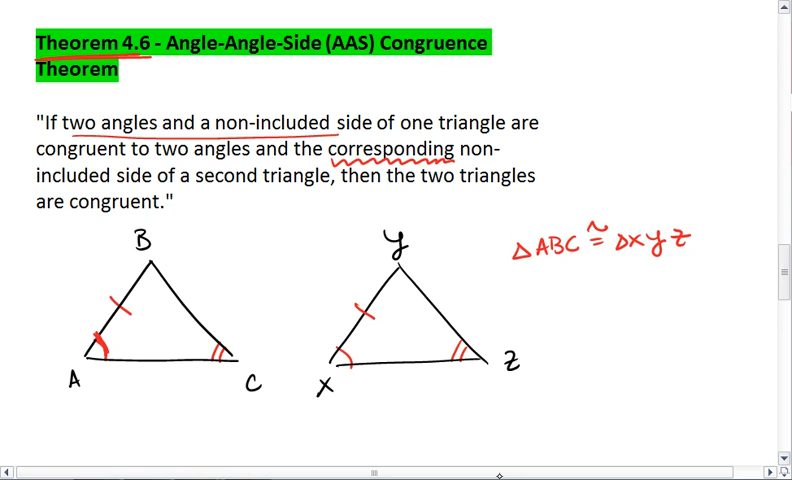 Theorem 4.6 - Angle-Angle-Side (AAS) Congruence
Theorem
"If two angles and a non-included side of one triangle are
congruent to two angles and the corresponding non-
included side of a second triangle, then the two triangles
are congruent."
B
Y
△ABC ≅ △XYZ
A
C
X
Z